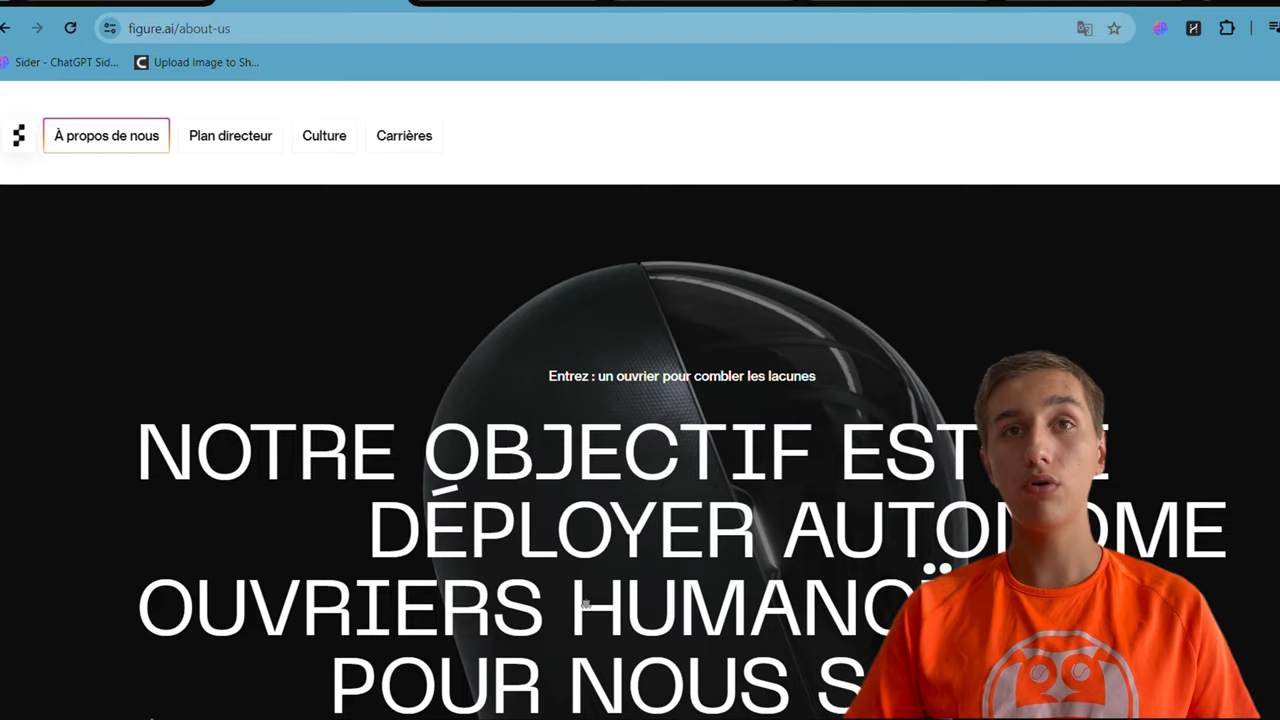 figure.ai/about-us
Sider - ChatGPT Sid... Upload Image to Sh...
À propos de nous Plan directeur Culture Carrières
Entrez : un ouvrier pour combler les lacunes
NOTRE OBJECTIF EST
DÉPLOYER AUTONOME
OUVRIERS
POUR NOUS